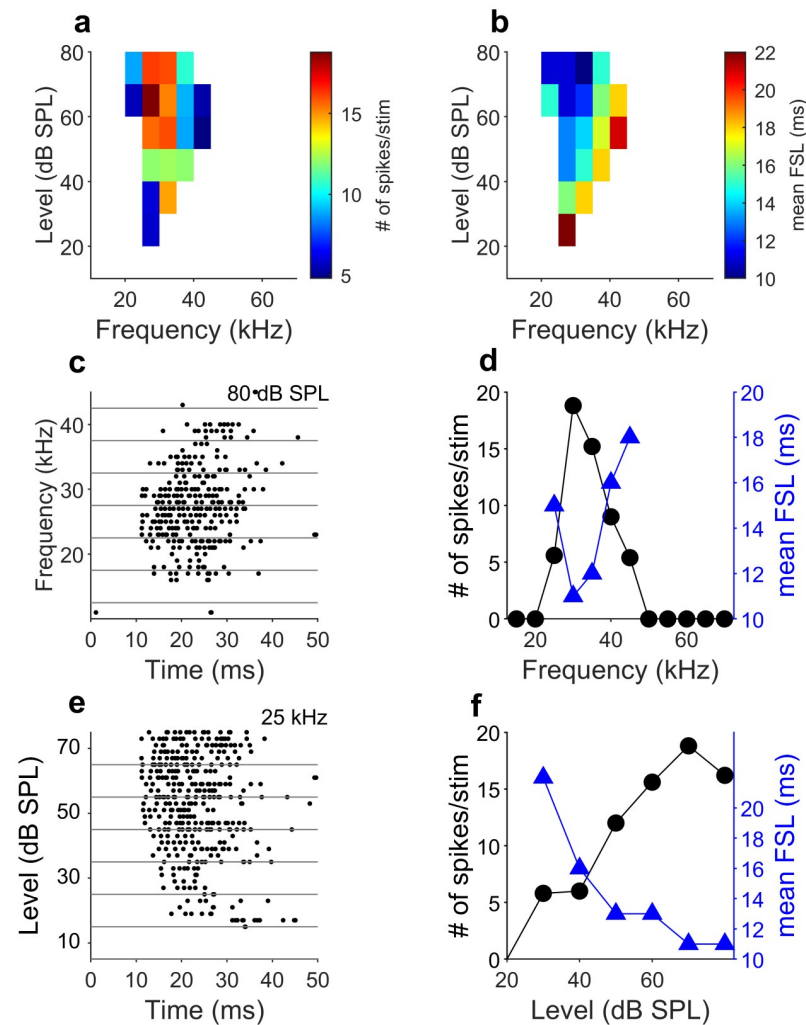 a
80
60
40
20
Level (dB SPL)
20
40
60
Frequency (kHz)
15
10
5
# of spikes/stim
b
80
60
40
20
Level (dB SPL)
20
40
60
Frequency (kHz)
22
20
18
16
14
12
10
mean FSL (ms)
c
80 dB SPL
40
30
20
Frequency (kHz)
0
10
20
30
40
50
Time (ms)
d
20
15
10
5
0
# of spikes/stim
20
40
60
Frequency (kHz)
20
18
16
14
12
10
mean FSL (ms)
e
25 kHz
70
50
30
10
Level (dB SPL)
0
10
20
30
40
50
Time (ms)
f
20
15
10
5
0
# of spikes/stim
20
40
60
Level (dB SPL)
20
18
16
14
12
10
mean FSL (ms)